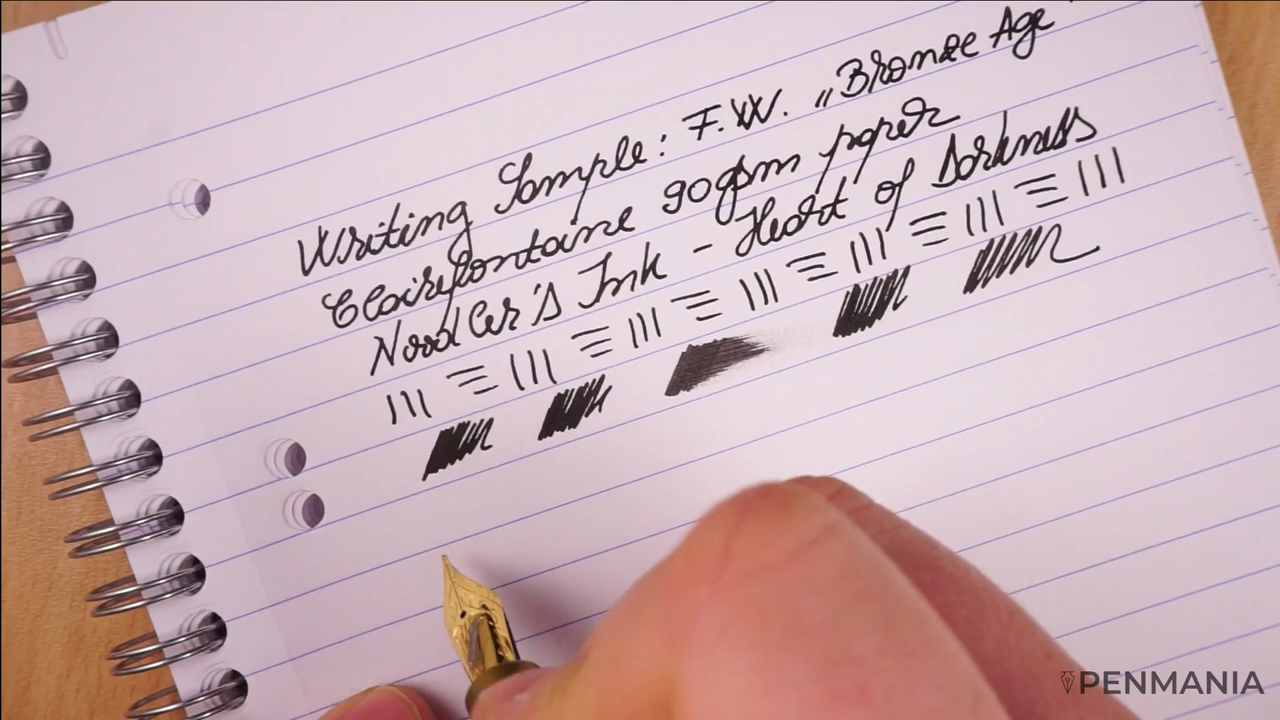 Writing Sample: F.W. „Bronze Age"
Clairefontaine 90gsm paper
Noodler's Ink - Heart of Darkness
PENMANIA